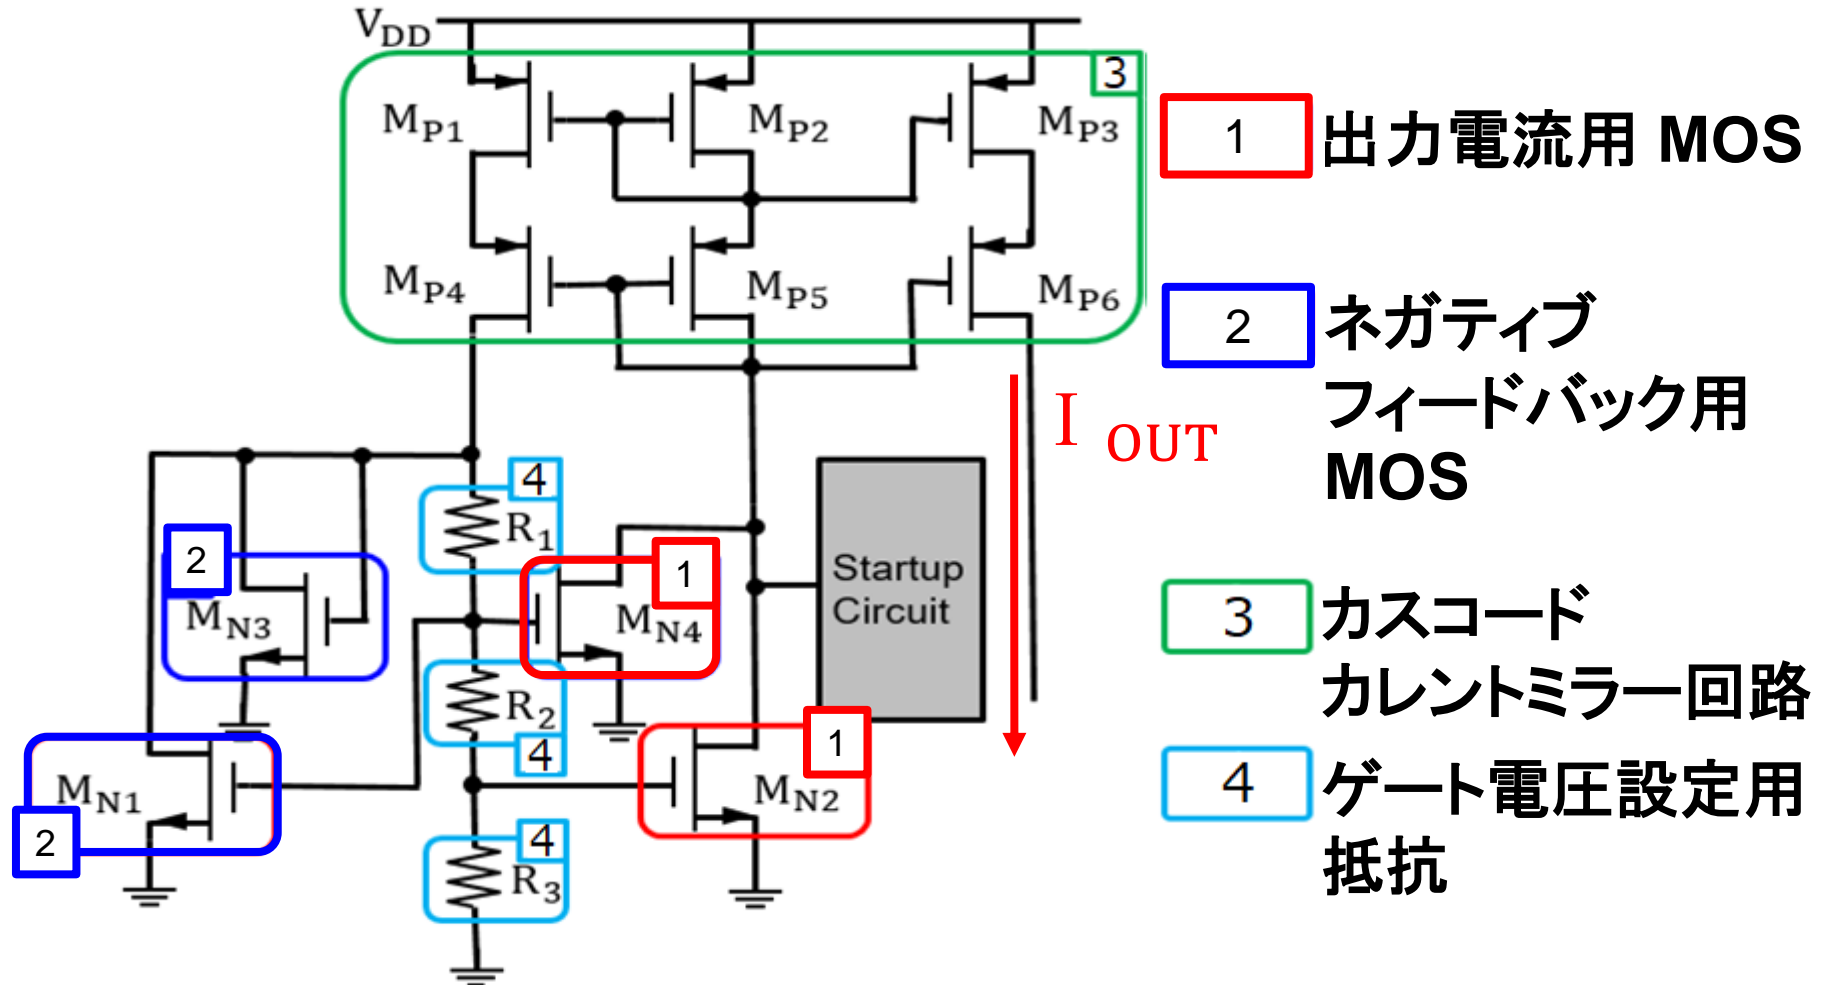 VDD
3
MP1
MP2
MP3
MP4
MP5
MP6
I OUT
4
R1
2
MN3
1
MN4
Startup
Circuit
R2
4
1
MN1
2
MN2
4
R3
1 出力電流用 MOS
2 ネガティブ
フィードバック用
MOS
3 カスコード
カレントミラー回路
4 ゲート電圧設定用
抵抗